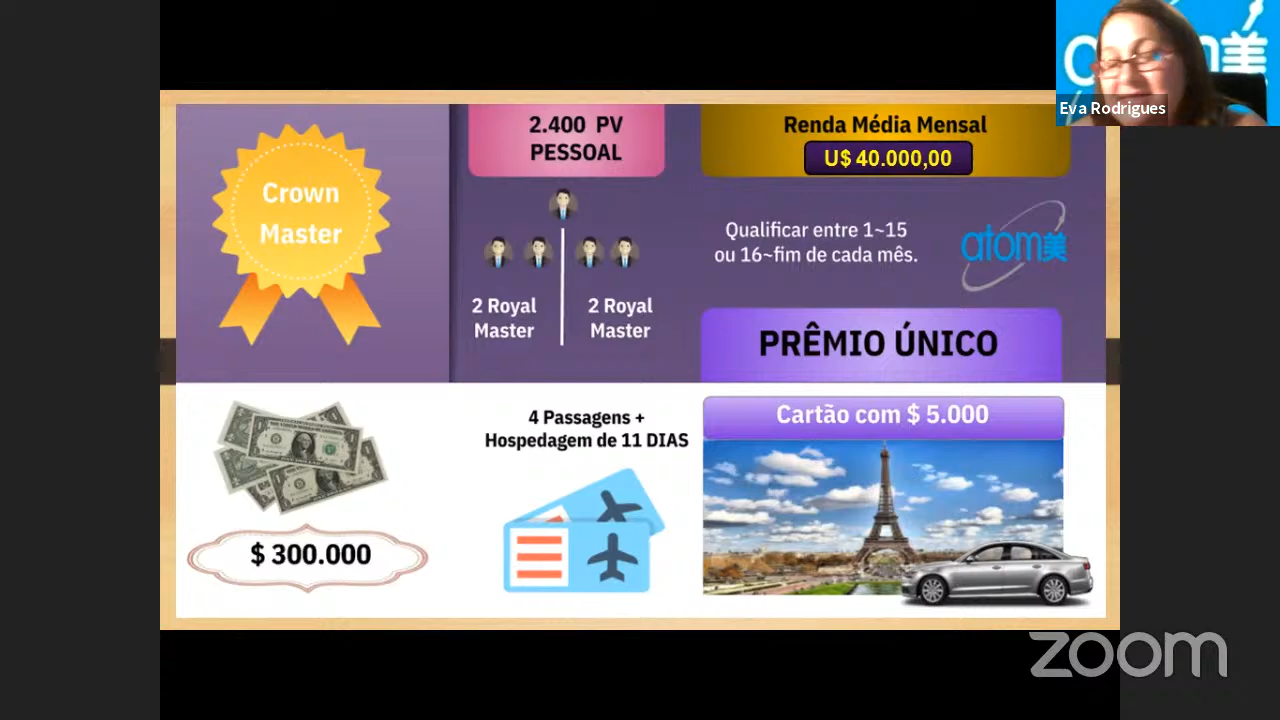 Crown
Master
2.400 PV
PESSOAL
2 Royal
Master
2 Royal
Master
Renda Média Mensal
U$ 40.000,00
Qualificar entre 1~15
ou 16~fim de cada mês.
atom美
PRÊMIO ÚNICO
$ 300.000
4 Passagens +
Hospedagem de 11 DIAS
Cartão com $ 5.000
Eva Rodrigues
zoom